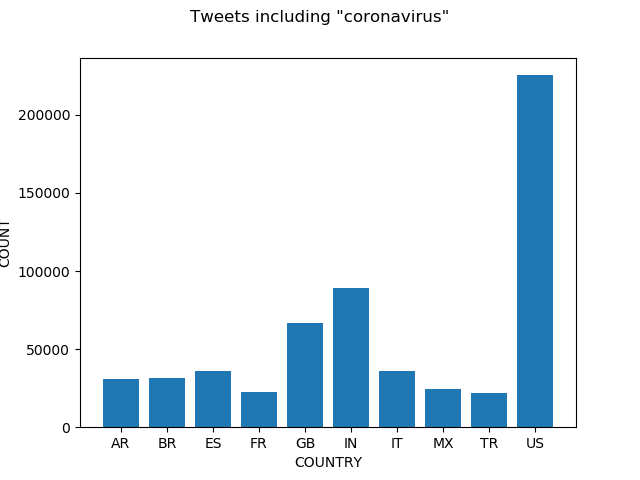 Tweets including "coronavirus"
200000
150000
100000
50000
0
COUNT
AR BR ES FR GB IN IT MX TR US
COUNTRY